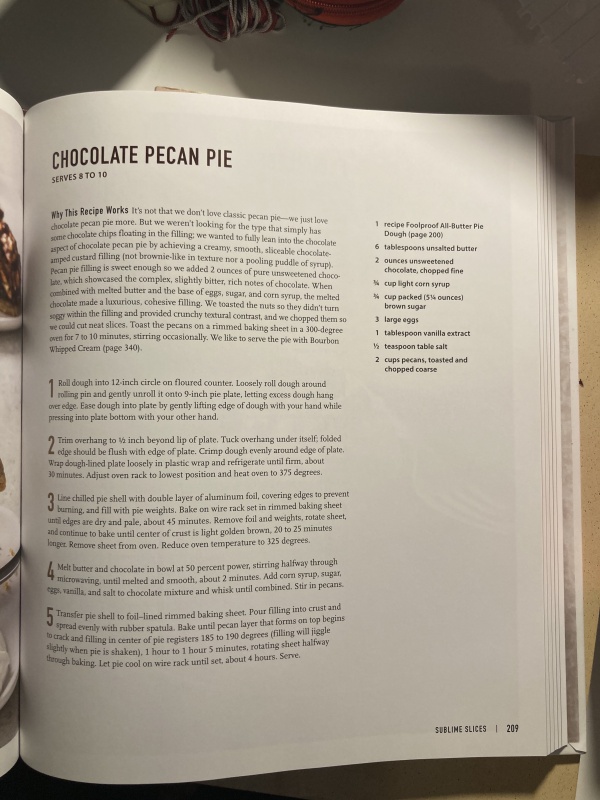 CHOCOLATE PECAN PIE
SERVES 8 TO 10
Why This Recipe Works It's not that we don't love classic pecan pie—we just love
chocolate pecan pie more. But we weren't looking for the type that simply has
some chocolate chips floating in the filling; we wanted to fully lean into the chocolate
aspect of chocolate pecan pie by achieving a creamy, smooth, sliceable chocolate-
amped custard filling (not brownie-like in texture nor a pooling puddle of syrup).
Pecan pie filling is sweet enough so we added 2 ounces of pure unsweetened choco-
late, which showcased the complex, slightly bitter, rich notes of chocolate. When
combined with melted butter and the base of eggs, sugar, and corn syrup, the melted
chocolate made a luxurious, cohesive filling. We toasted the nuts so they didn't turn
soggy within the filling and provided crunchy textural contrast, and we chopped them so
we could cut neat slices. Toast the pecans on a rimmed baking sheet in a 300-degree
oven for 7 to 10 minutes, stirring occasionally. We like to serve the pie with Bourbon
Whipped Cream (page 340).
1 recipe Foolproof All-Butter Pie
Dough (page 200)
6 tablespoons unsalted butter
2 ounces unsweetened
chocolate, chopped fine
¾ cup light corn syrup
¾ cup packed (5¼ ounces)
brown sugar
3 large eggs
1 tablespoon vanilla extract
½ teaspoon table salt
2 cups pecans, toasted and
chopped coarse
1 Roll dough into 12-inch circle on floured counter. Loosely roll dough around
rolling pin and gently unroll it onto 9-inch pie plate, letting excess dough hang
over edge. Ease dough into plate by gently lifting edge of dough with your hand while
pressing into plate bottom with your other hand.
2 Trim overhang to ½ inch beyond lip of plate. Tuck overhang under itself; folded
edge should be flush with edge of plate. Crimp dough evenly around edge of plate.
Wrap dough-lined plate loosely in plastic wrap and refrigerate until firm, about
30 minutes. Adjust oven rack to lowest position and heat oven to 375 degrees.
3 Line chilled pie shell with double layer of aluminum foil, covering edges to prevent
burning, and fill with pie weights. Bake on wire rack set in rimmed baking sheet
until edges are dry and pale, about 45 minutes. Remove foil and weights, rotate sheet,
and continue to bake until center of crust is light golden brown, 20 to 25 minutes
longer. Remove sheet from oven. Reduce oven temperature to 325 degrees.
4 Melt butter and chocolate in bowl at 50 percent power, stirring halfway through
microwaving, until melted and smooth, about 2 minutes. Add corn syrup, sugar,
eggs, vanilla, and salt to chocolate mixture and whisk until combined. Stir in pecans.
5 Transfer pie shell to foil-lined rimmed baking sheet. Pour filling into crust and
spread evenly with rubber spatula. Bake until pecan layer that forms on top begins
to crack and filling in center of pie registers 185 to 190 degrees (filling will jiggle
slightly when pie is shaken), 1 hour to 1 hour 5 minutes, rotating sheet halfway
through baking. Let pie cool on wire rack until set, about 4 hours. Serve.
SUBLIME SLICES | 209